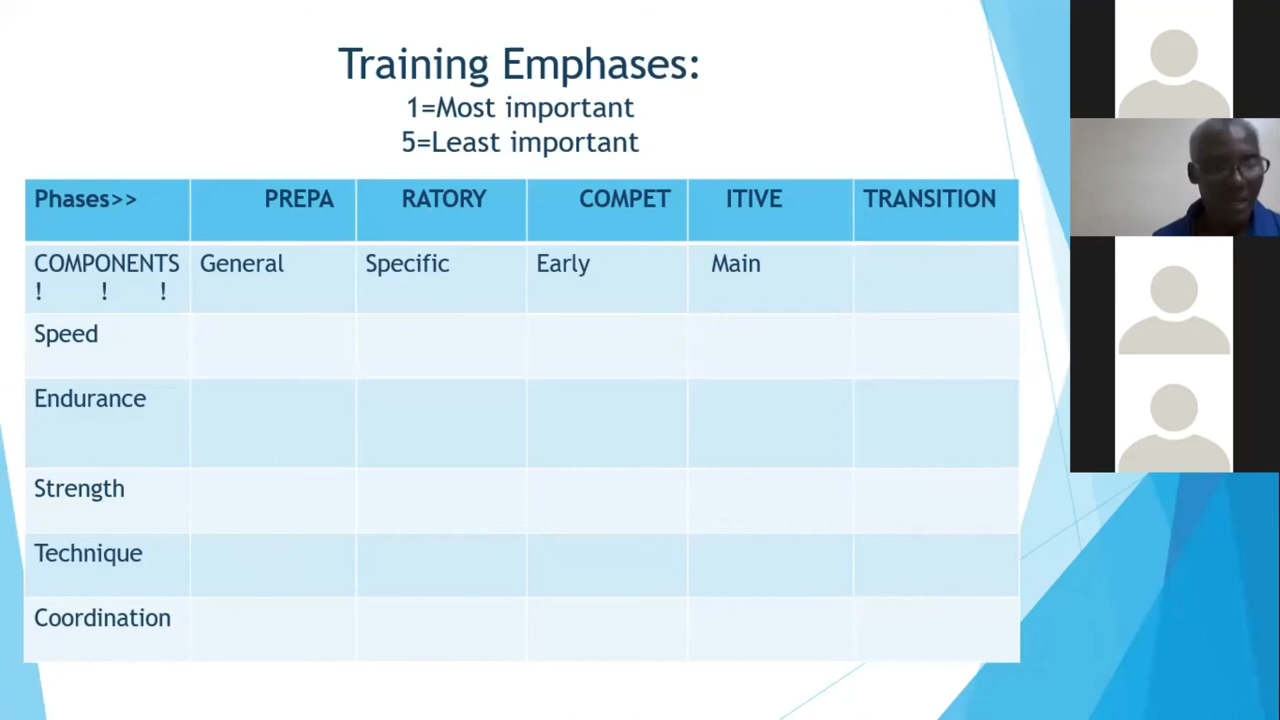 Training Emphases:
1=Most important
5=Least important
Phases>> PREPA RATORY COMPET ITIVE TRANSITION
COMPONENTS General Specific Early Main
! ! !
Speed
Endurance
Strength
Technique
Coordination